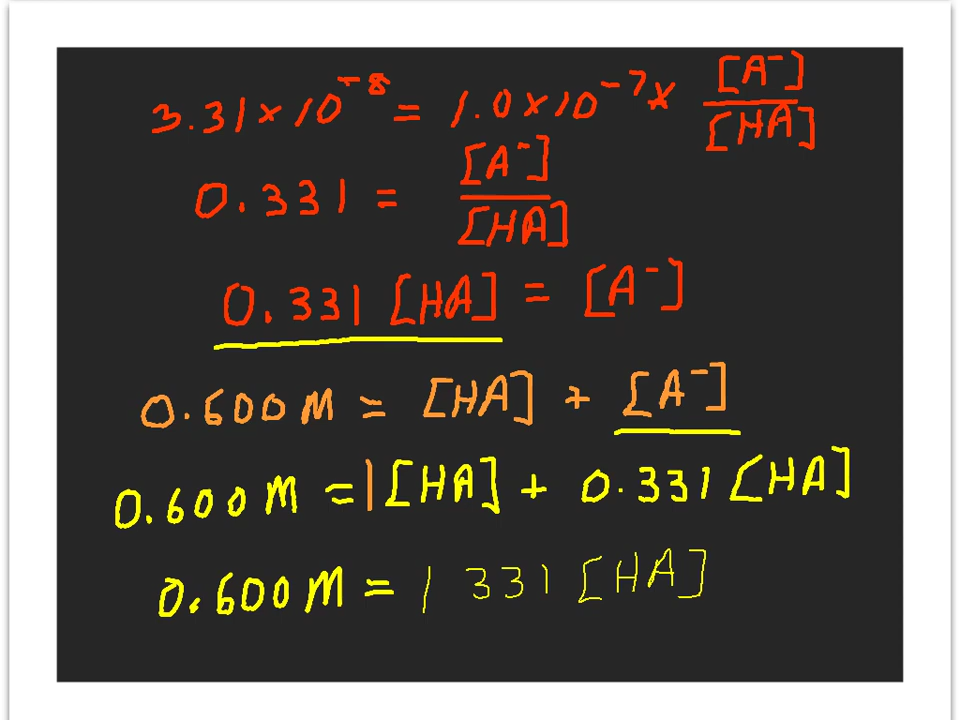 3.31 × 10⁻⁸ = 1.0 × 10⁻⁷ × [A⁻]/[HA]
0.331 = [A⁻]/[HA]
0.331 [HA] = [A⁻]
0.600 M = [HA] + [A⁻]
0.600 M = 1 [HA] + 0.331 [HA]
0.600 M = 1 331 [HA]